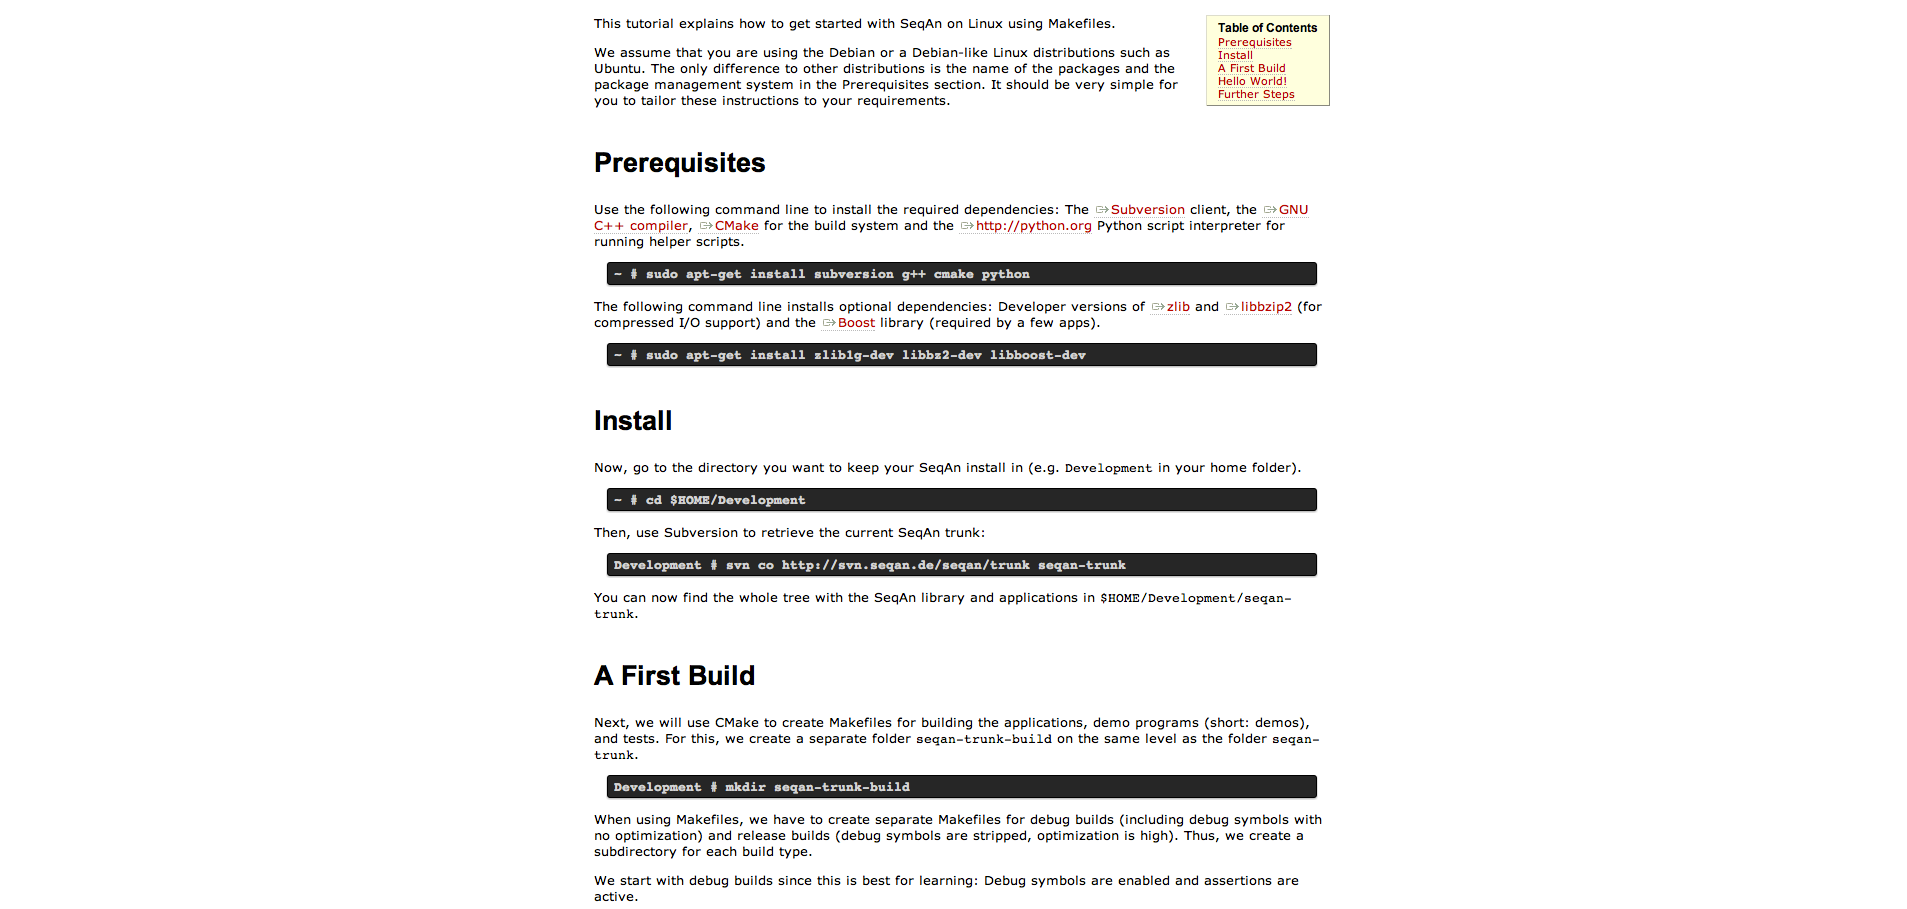 This tutorial explains how to get started with SeqAn on Linux using Makefiles.
We assume that you are using the Debian or a Debian-like Linux distributions such as
Ubuntu. The only difference to other distributions is the name of the packages and the
package management system in the Prerequisites section. It should be very simple for
you to tailor these instructions to your requirements.
Table of Contents
Prerequisites
Install
A First Build
Hello World!
Further Steps
Prerequisites
Use the following command line to install the required dependencies: The Subversion client, the GNU
C++ compiler, CMake for the build system and the http://python.org Python script interpreter for
running helper scripts.
~ # sudo apt-get install subversion g++ cmake python
The following command line installs optional dependencies: Developer versions of zlib and libbzip2 (for
compressed I/O support) and the Boost library (required by a few apps).
~ # sudo apt-get install zlib1g-dev libbz2-dev libboost-dev
Install
Now, go to the directory you want to keep your SeqAn install in (e.g. Development in your home folder).
~ # cd $HOME/Development
Then, use Subversion to retrieve the current SeqAn trunk:
Development # svn co http://svn.seqan.de/seqan/trunk seqan-trunk
You can now find the whole tree with the SeqAn library and applications in $HOME/Development/seqan-
trunk.
A First Build
Next, we will use CMake to create Makefiles for building the applications, demo programs (short: demos),
and tests. For this, we create a separate folder seqan-trunk-build on the same level as the folder seqan-
trunk.
Development # mkdir seqan-trunk-build
When using Makefiles, we have to create separate Makefiles for debug builds (including debug symbols with
no optimization) and release builds (debug symbols are stripped, optimization is high). Thus, we create a
subdirectory for each build type.
We start with debug builds since this is best for learning: Debug symbols are enabled and assertions are
active.